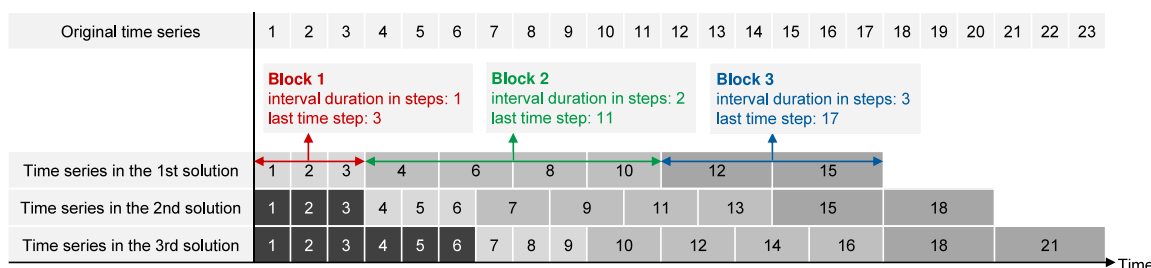 Original time series 1 2 3 4 5 6 7 8 9 10 11 12 13 14 15 16 17 18 19 20 21 22 23
Block 1
interval duration in steps: 1
last time step: 3
Block 2
interval duration in steps: 2
last time step: 11
Block 3
interval duration in steps: 3
last time step: 17
Time series in the 1st solution 1 2 3 4 6 8 10 12 15
Time series in the 2nd solution 1 2 3 4 5 6 7 9 11 13 15 18
Time series in the 3rd solution 1 2 3 4 5 6 7 8 9 10 12 14 16 18 21
Time